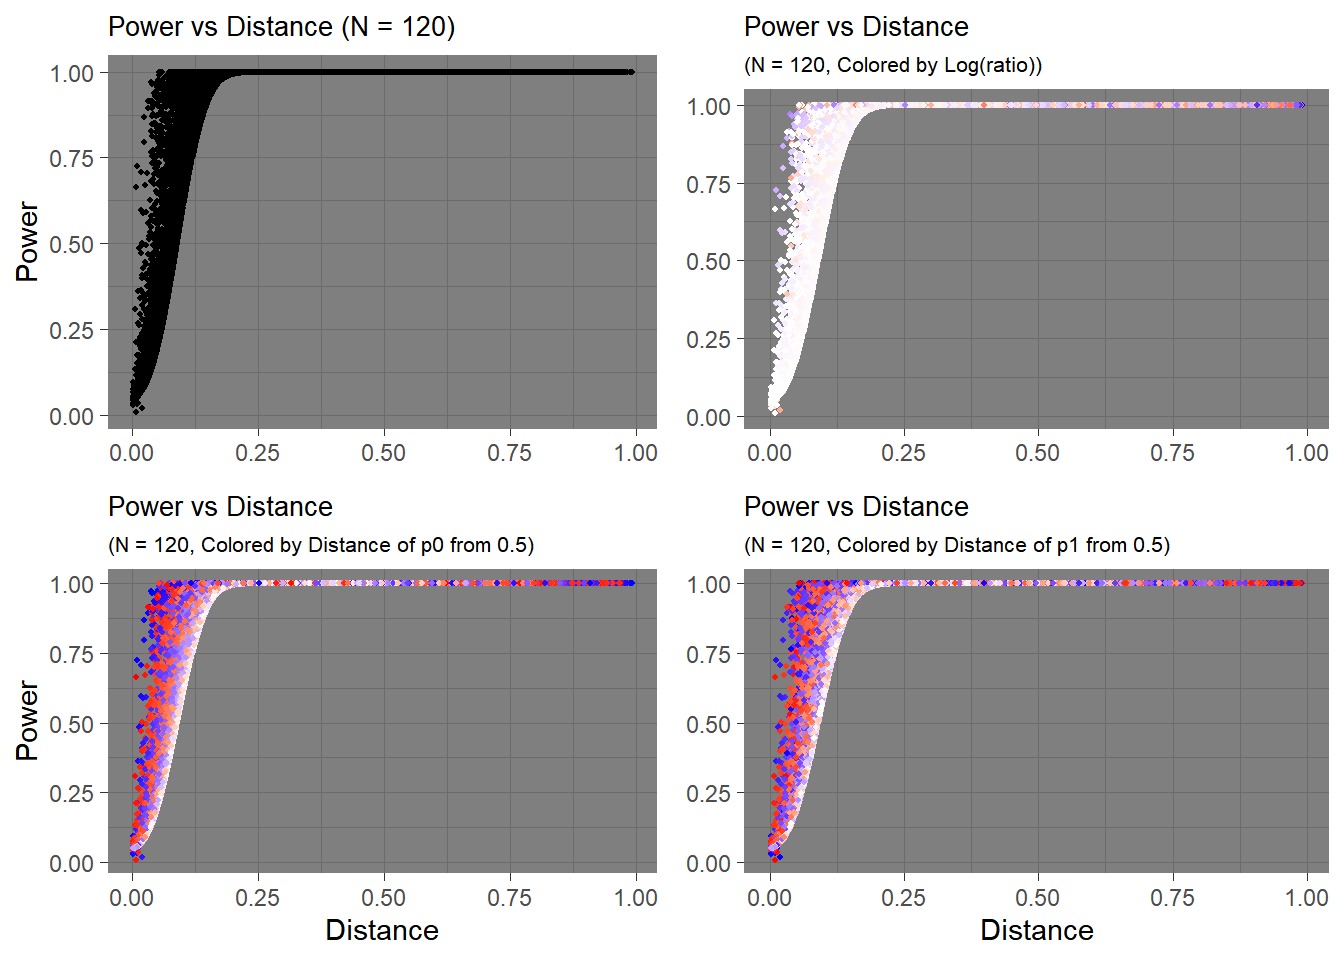 Power vs Distance (N = 120)
1.00
0.75
0.50
0.25
0.00
Power
0.00 0.25 0.50 0.75 1.00
Power vs Distance
(N = 120, Colored by Log(ratio))
1.00
0.75
0.50
0.25
0.00
0.00 0.25 0.50 0.75 1.00
Power vs Distance
(N = 120, Colored by Distance of p0 from 0.5)
1.00
0.75
0.50
0.25
0.00
Power
0.00 0.25 0.50 0.75 1.00
Distance
Power vs Distance
(N = 120, Colored by Distance of p1 from 0.5)
1.00
0.75
0.50
0.25
0.00
0.00 0.25 0.50 0.75 1.00
Distance